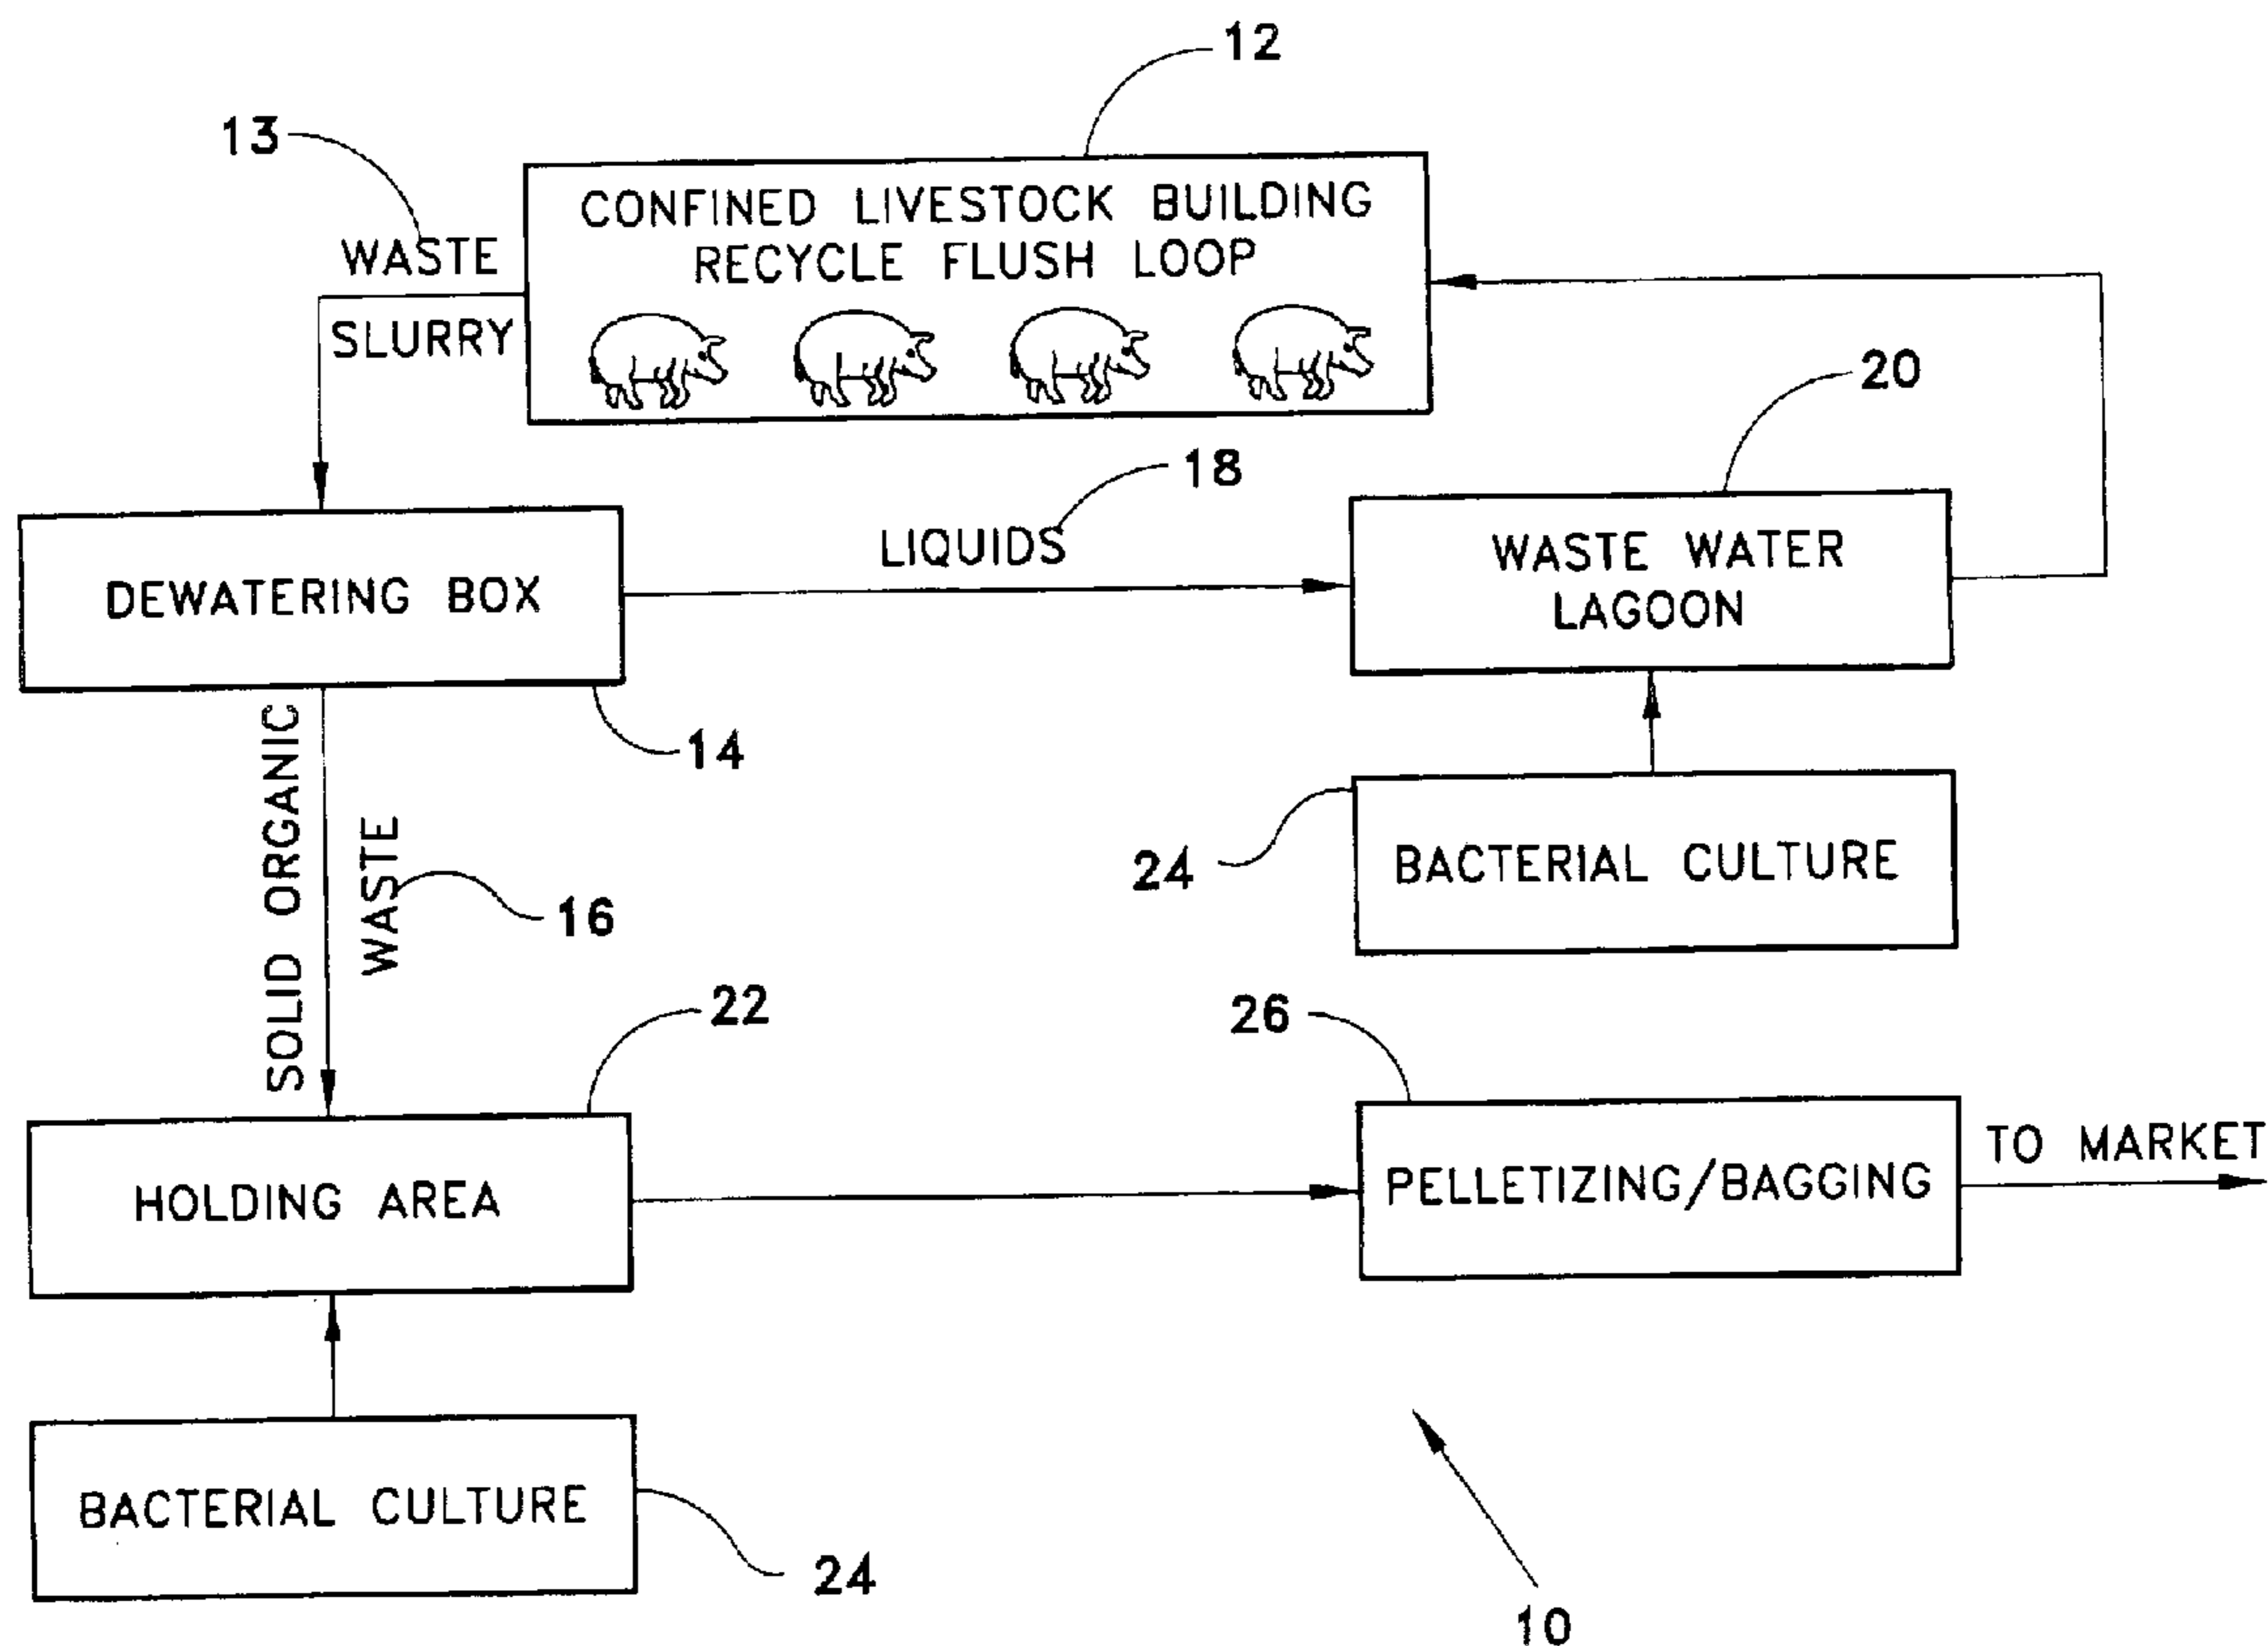 12
13
CONFINED LIVESTOCK BUILDING
RECYCLE FLUSH LOOP
WASTE
SLURRY
20
18
LIQUIDS
DEWATERING BOX
WASTE WATER
LAGOON
14
SOLID ORGANIC
WASTE
16
24
BACTERIAL CULTURE
22
26
HOLDING AREA
PELLETIZING/BAGGING
TO MARKET
BACTERIAL CULTURE
24
10